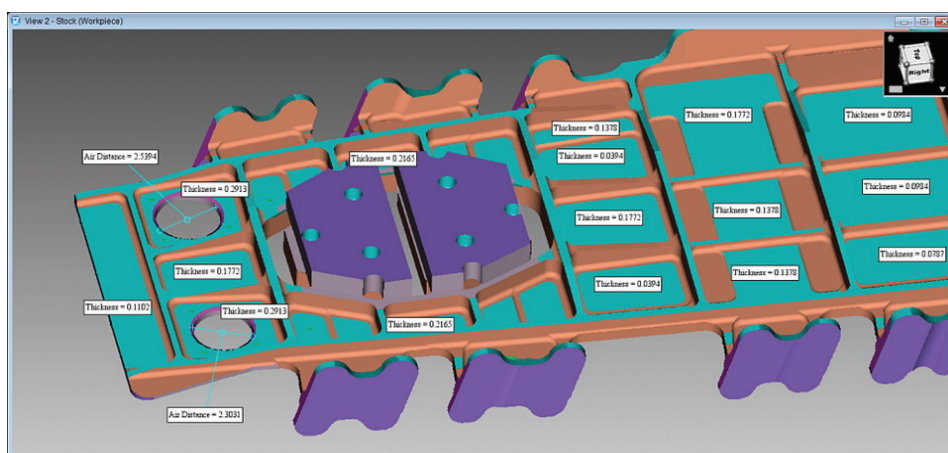 View 2 - Stock (Workpiece)
Top
Right
Thickness = 0.1772
Thickness = 0.0984
Thickness = 0.1378
Air Distance = 2.5394
Thickness = 0.2165
Thickness = 0.0394
Thickness = 0.2913
Thickness = 0.0984
Thickness = 0.1772
Thickness = 0.1378
Thickness = 0.0787
Thickness = 0.1772
Thickness = 0.1378
Thickness = 0.0394
Thickness = 0.1102
Thickness = 0.2913
Thickness = 0.2165
Air Distance = 2.3031